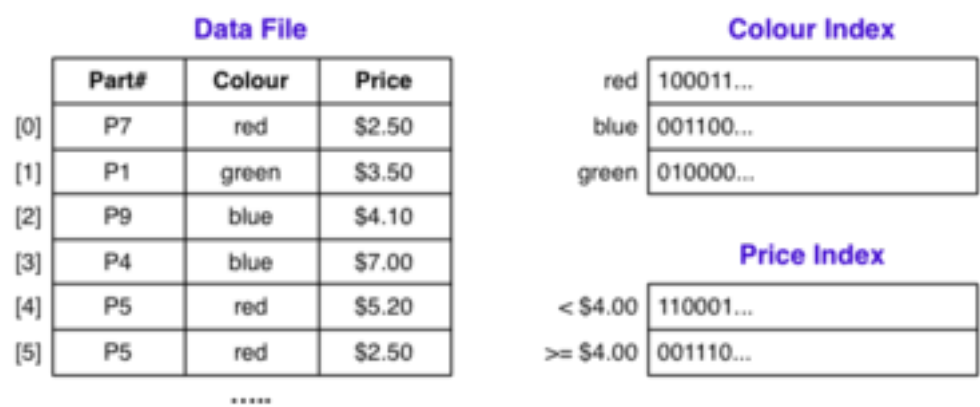 Data File
Part# Colour Price
[0] P7 red $2.50
[1] P1 green $3.50
[2] P9 blue $4.10
[3] P4 blue $7.00
[4] P5 red $5.20
[5] P5 red $2.50
.....
Colour Index
red 100011...
blue 001100...
green 010000...
Price Index
< $4.00 110001...
>= $4.00 001110...